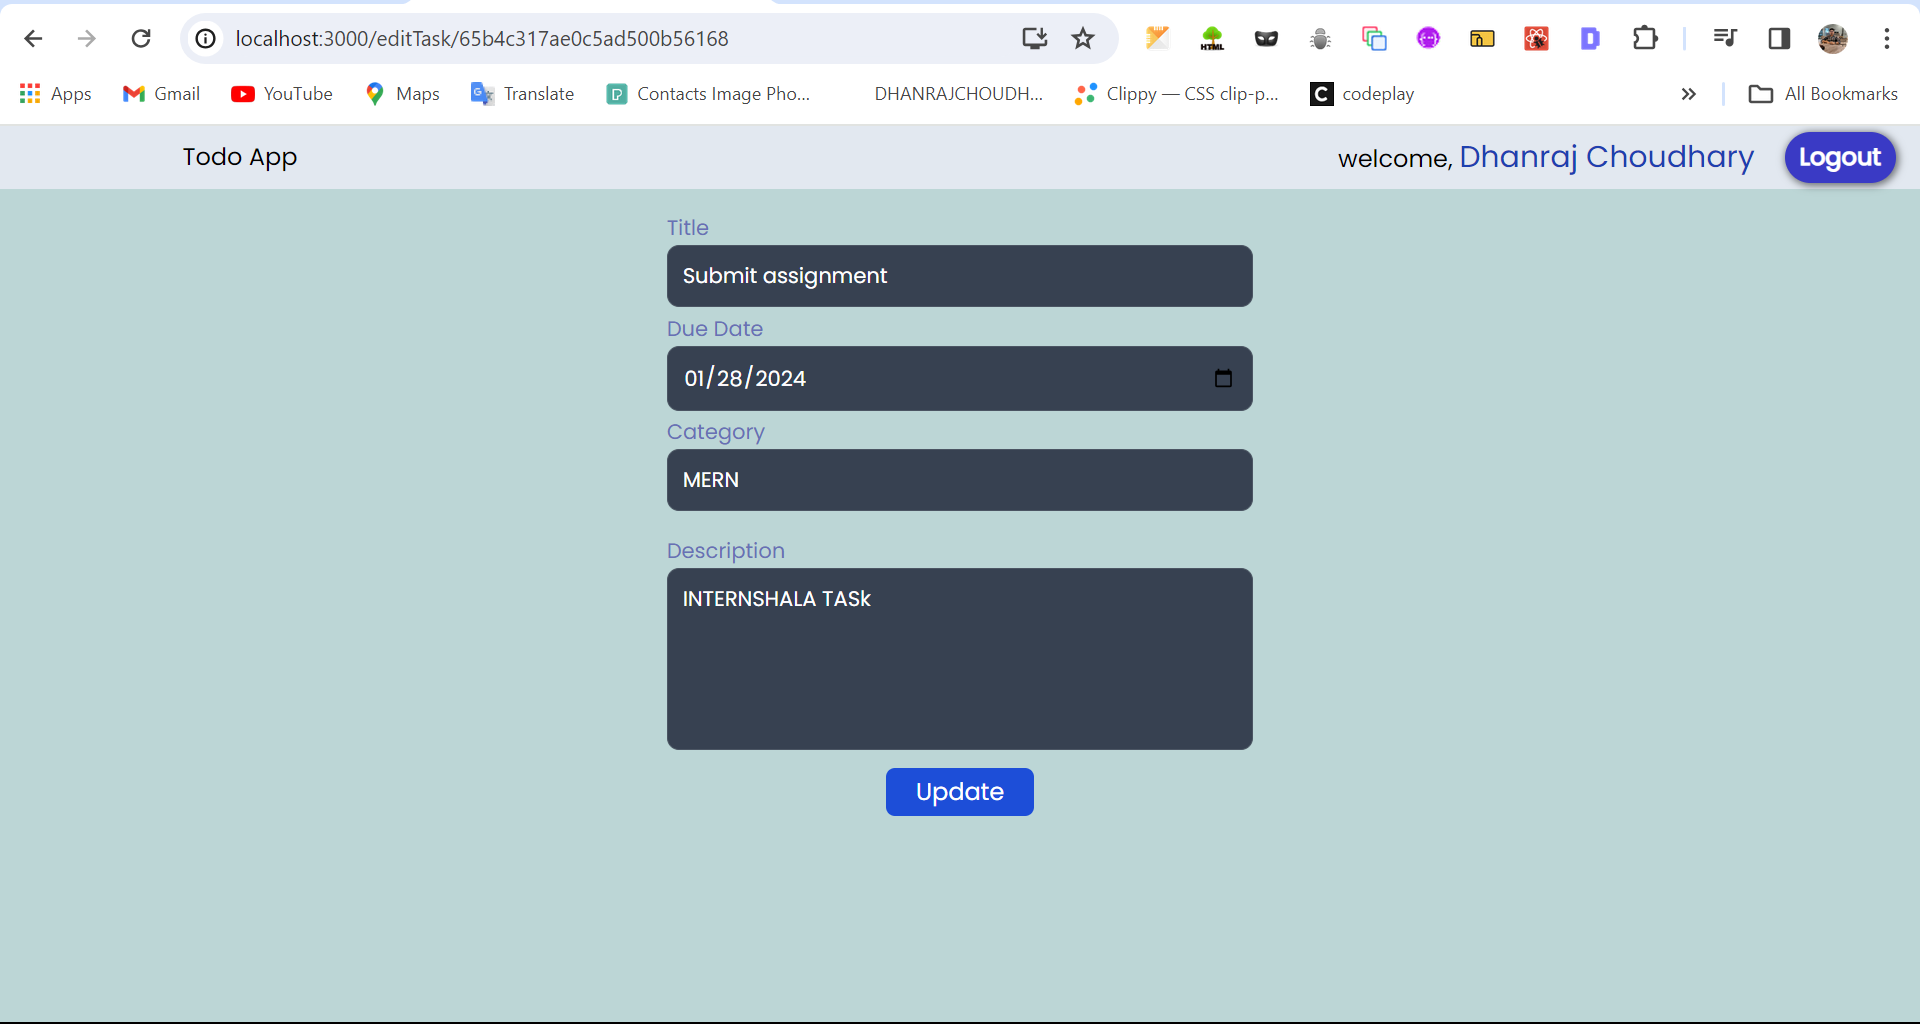 localhost:3000/editTask/65b4c317ae0c5ad500b56168
HTML
Apps Gmail YouTube Maps Translate Contacts Image Pho... DHANRAJCHOUDH... Clippy — CSS clip-p... codeplay All Bookmarks
Todo App welcome, Dhanraj Choudhary Logout
Title
Submit assignment
Due Date
01/28/2024
Category
MERN
Description
INTERNSHALA TASk
Update